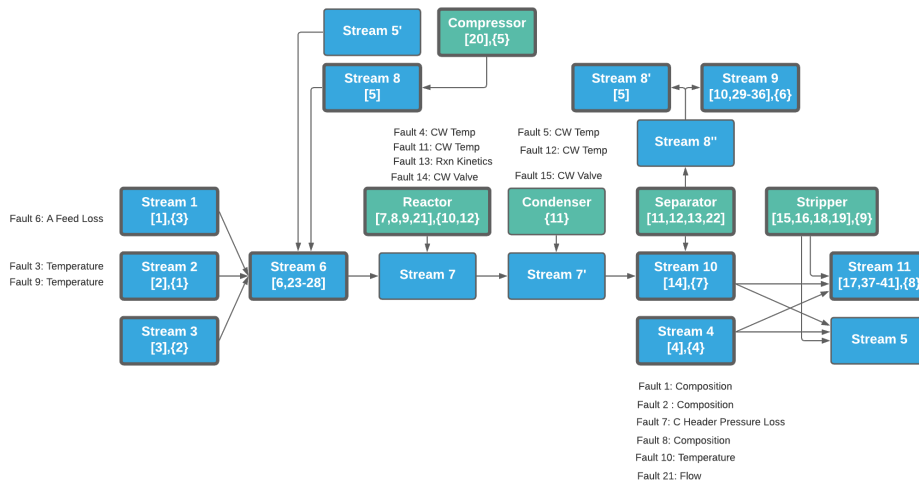 Stream 5'
Compressor
[20],{5}
Stream 8
[5]
Stream 8'
[5]
Stream 9
[10,29-36],{6}
Fault 4: CW Temp
Fault 11: CW Temp
Fault 13: Rxn Kinetics
Fault 14: CW Valve
Fault 5: CW Temp
Fault 12: CW Temp
Fault 15: CW Valve
Stream 8''
Fault 6: A Feed Loss
Stream 1
[1],{3}
Reactor
[7,8,9,21],{10,12}
Condenser
{11}
Separator
[11,12,13,22]
Stripper
[15,16,18,19],{9}
Fault 3: Temperature
Fault 9: Temperature
Stream 2
[2],{1}
Stream 6
[6,23-28]
Stream 7
Stream 7'
Stream 10
[14],{7}
Stream 11
[17,37-41],{8}
Stream 3
[3],{2}
Stream 4
[4],{4}
Stream 5
Fault 1: Composition
Fault 2 : Composition
Fault 7: C Header Pressure Loss
Fault 8: Composition
Fault 10: Temperature
Fault 21: Flow